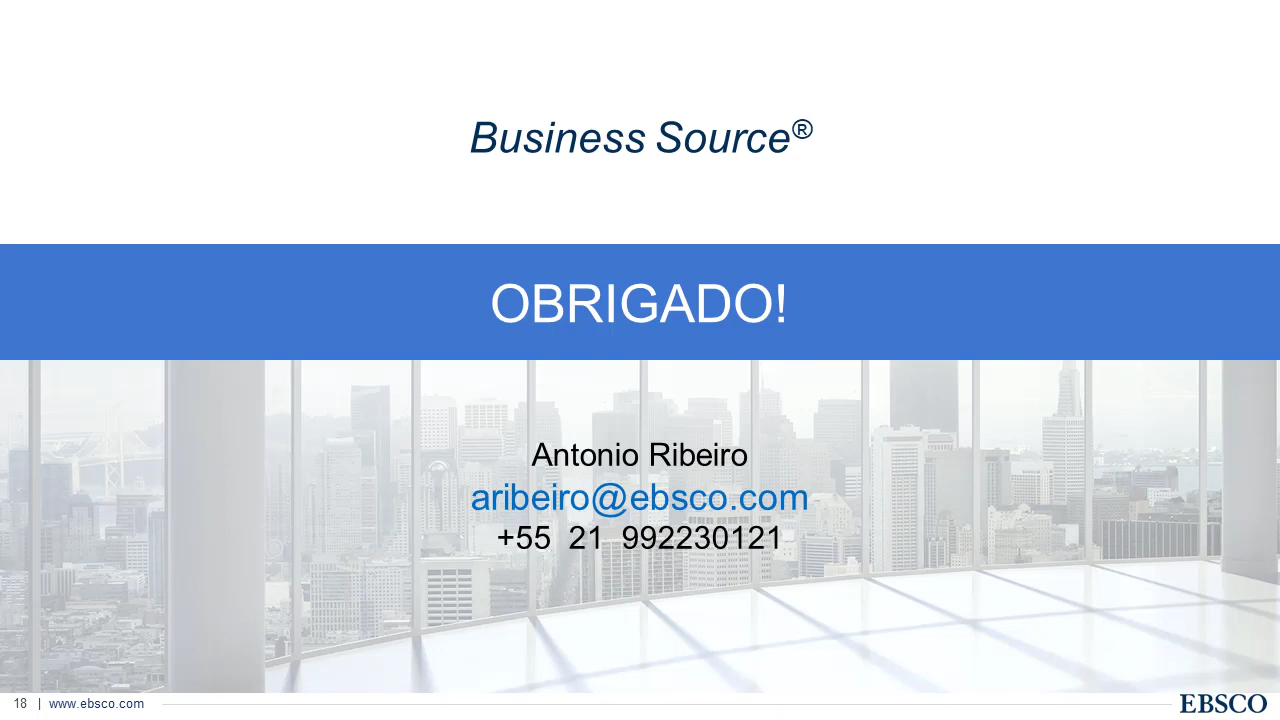 Business Source®
OBRIGADO!
Antonio Ribeiro
aribeiro@ebsco.com
+55 21 992230121
18 | www.ebsco.com
EBSCO